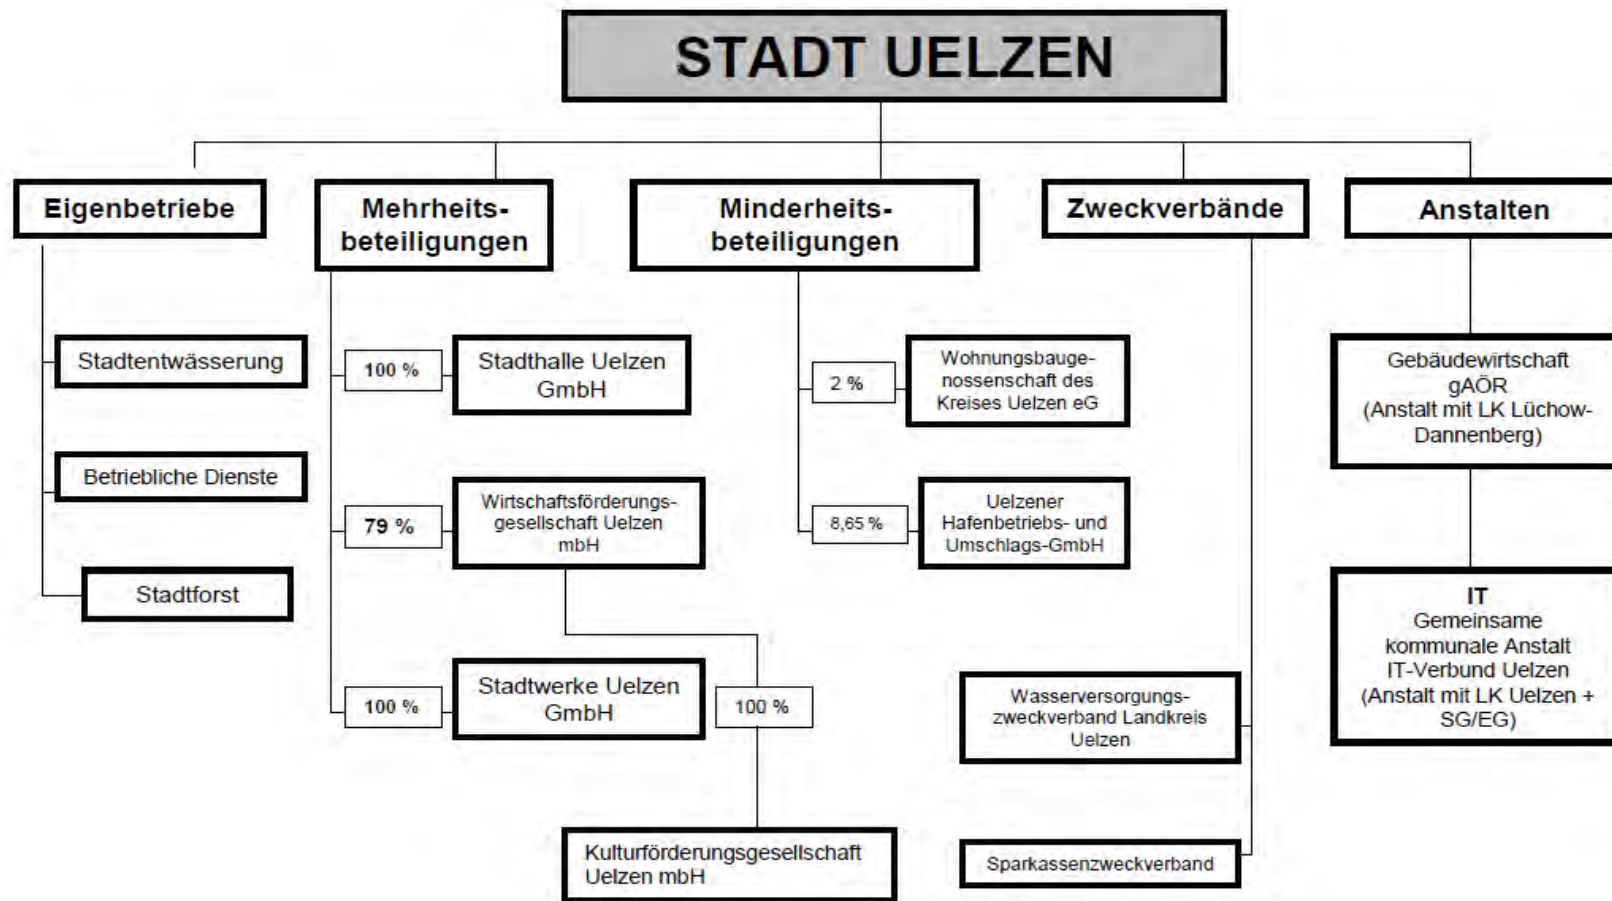 STADT UELZEN
Eigenbetriebe
Mehrheits-
beteiligungen
Minderheits-
beteiligungen
Zweckverbände
Anstalten
Stadtentwässerung
Betriebliche Dienste
Stadtforst
100 %
Stadthalle Uelzen
GmbH
79 %
Wirtschaftsförderungs-
gesellschaft Uelzen
mbH
100 %
Stadtwerke Uelzen
GmbH
100 %
Kulturförderungsgesellschaft
Uelzen mbH
2 %
Wohnungsbauge-
nossenschaft des
Kreises Uelzen eG
8,65 %
Uelzener
Hafenbetriebs- und
Umschlags-GmbH
Wasserversorgungs-
zweckverband Landkreis
Uelzen
Sparkassenzweckverband
Gebäudewirtschaft
gAÖR
(Anstalt mit LK Lüchow-
Dannenberg)
IT
Gemeinsame
kommunale Anstalt
IT-Verbund Uelzen
(Anstalt mit LK Uelzen +
SG/EG)